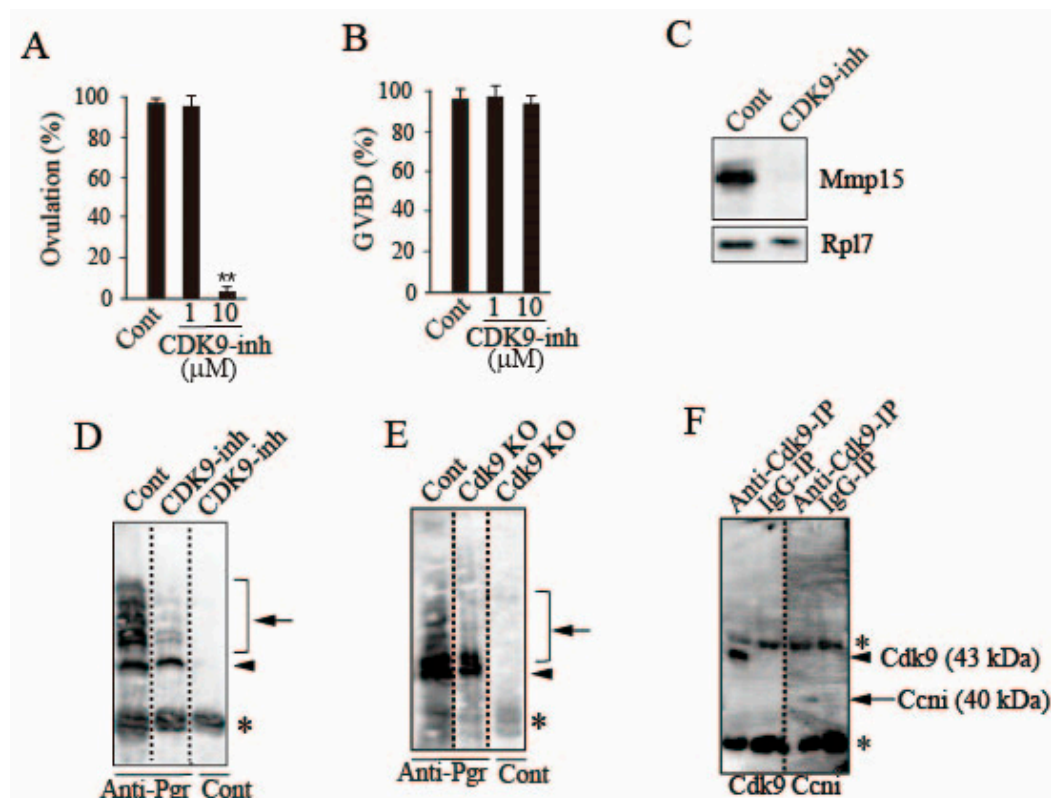 A
Ovulation (%)
100
80
60
40
20
0
**
Cont
1 10
CDK9-inh
(μM)
B
GVBD (%)
100
80
60
40
20
0
Cont
1 10
CDK9-inh
(μM)
C
Cont
CDK9-inh
Mmp15
Rpl7
D
Cont
CDK9-inh
CDK9-inh
*
Anti-Pgr Cont
E
Cont
Cdk9 KO
Cdk9 KO
*
Anti-Pgr Cont
F
Anti-Cdk9-IP
IgG-IP
Anti-Cdk9-IP
IgG-IP
*
Cdk9 (43 kDa)
Ccni (40 kDa)
*
Cdk9 Ccni